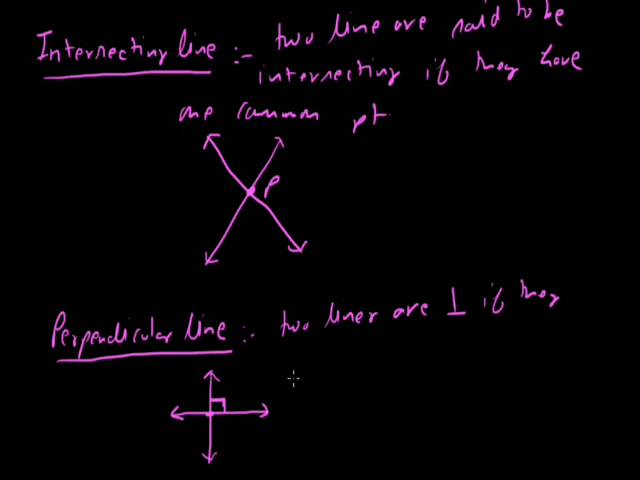 Intersecting line :- two line are said to be
intersecting if they have
one common pt
P
Perpendicular line :- two lines are ⊥ if they